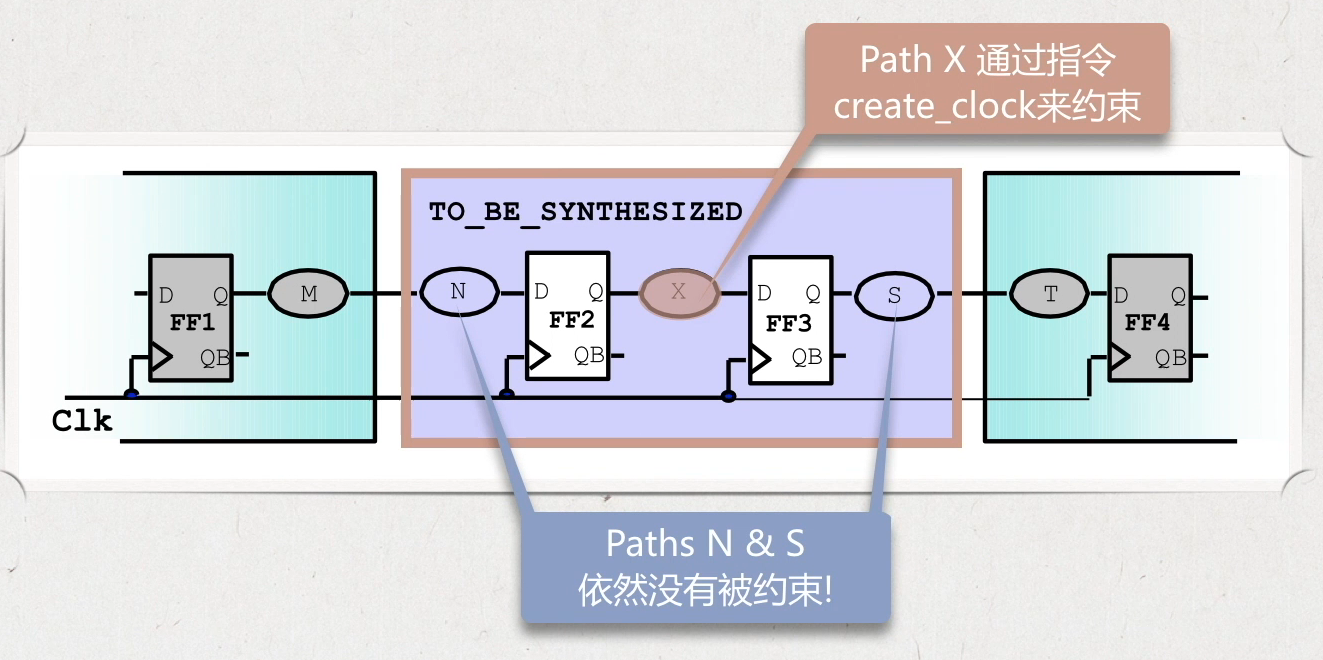 Path X 通过指令
create_clock来约束
TO_BE_SYNTHESIZED
D Q
FF1
QB
M
N
D Q
FF2
QB
X
D Q
FF3
QB
S
T
D Q
FF4
QB
Clk
Paths N & S
依然没有被约束!